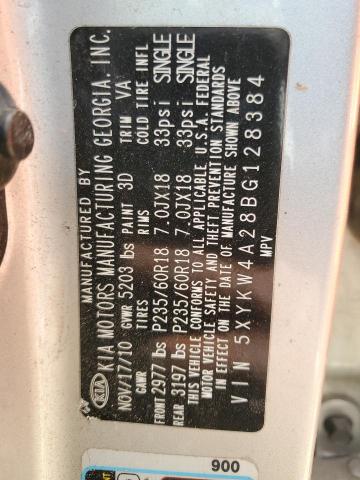 MANUFACTURED BY
KIA KIA MOTORS MANUFACTURING GEORGIA, INC.
NOV/17/10 GVWR 5203 lbs PAINT 3D TRIM VA
GAWR TIRES RIMS COLD TIRE INFL
FRONT 2977 lbs P235/60R18 7.0JX18 33psi SINGLE
REAR 3197 lbs P235/60R18 7.0JX18 33psi SINGLE
THIS VEHICLE CONFORMS TO ALL APPLICABLE U.S.A. FEDERAL
MOTOR VEHICLE SAFETY AND THEFT PREVENTION STANDARDS
IN EFFECT ON THE DATE OF MANUFACTURE SHOWN ABOVE
VIN 5XYKW4A28BG128384
MPV
900